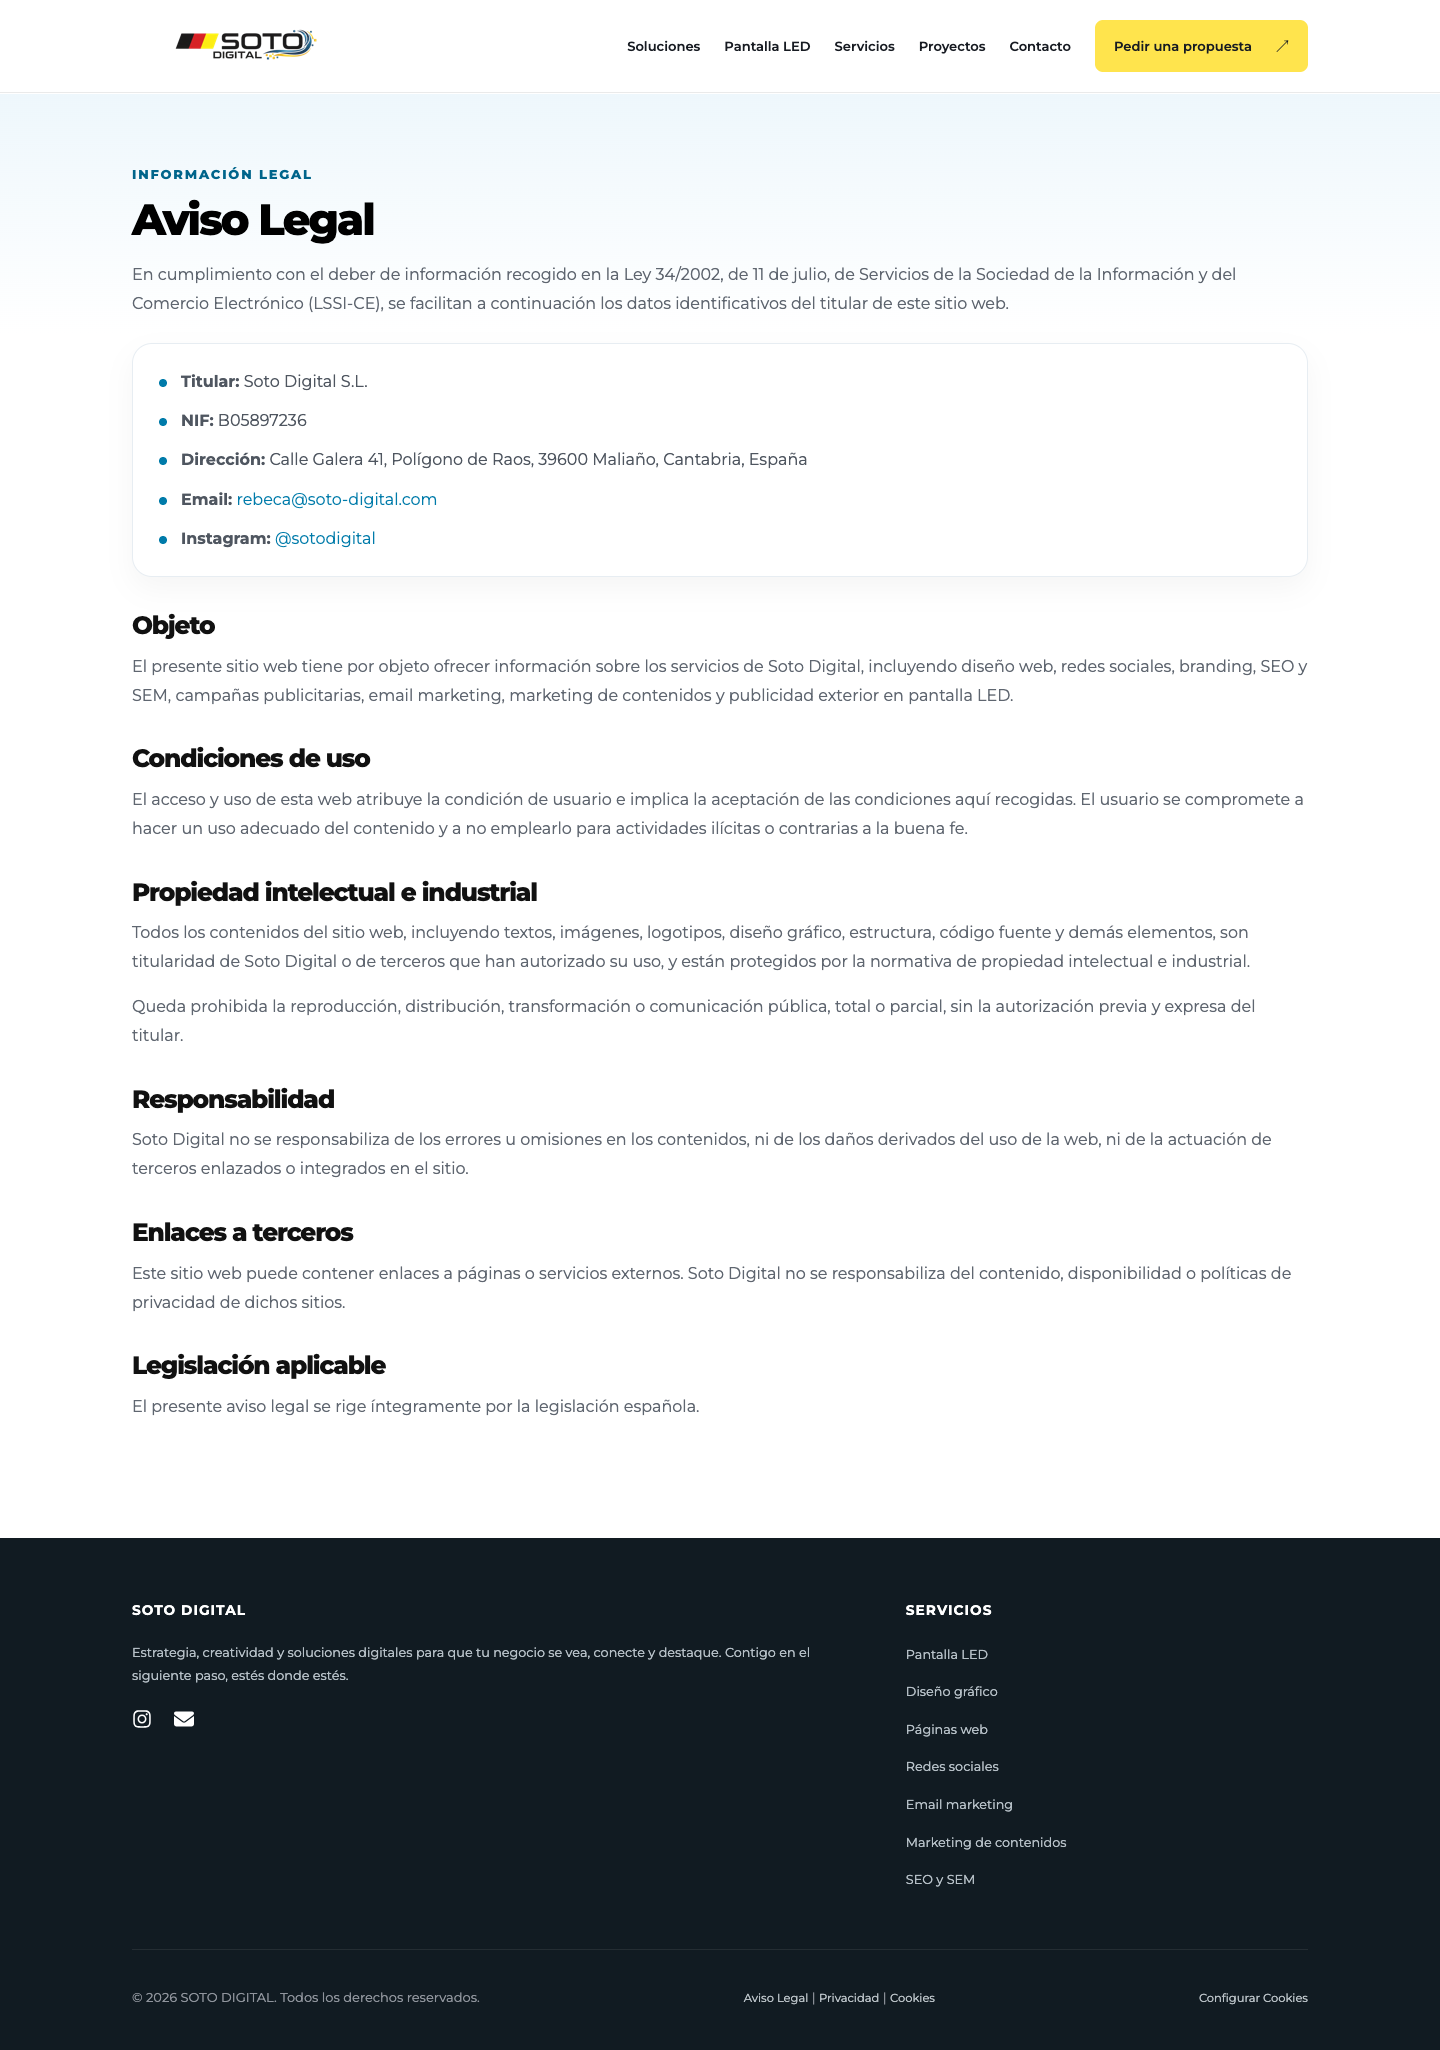 SOTO
DIGITAL
Soluciones
Pantalla LED
Servicios
Proyectos
Contacto
Pedir una propuesta
INFORMACIÓN LEGAL
Aviso Legal
En cumplimiento con el deber de información recogido en la Ley 34/2002, de 11 de julio, de Servicios de la Sociedad de la Información y del
Comercio Electrónico (LSSI-CE), se facilitan a continuación los datos identificativos del titular de este sitio web.
Titular: Soto Digital S.L.
NIF: B05897236
Dirección: Calle Galera 41, Polígono de Raos, 39600 Maliaño, Cantabria, España
Email: rebeca@soto-digital.com
Instagram: @sotodigital
Objeto
El presente sitio web tiene por objeto ofrecer información sobre los servicios de Soto Digital, incluyendo diseño web, redes sociales, branding, SEO y
SEM, campañas publicitarias, email marketing, marketing de contenidos y publicidad exterior en pantalla LED.
Condiciones de uso
El acceso y uso de esta web atribuye la condición de usuario e implica la aceptación de las condiciones aquí recogidas. El usuario se compromete a
hacer un uso adecuado del contenido y a no emplearlo para actividades ilícitas o contrarias a la buena fe.
Propiedad intelectual e industrial
Todos los contenidos del sitio web, incluyendo textos, imágenes, logotipos, diseño gráfico, estructura, código fuente y demás elementos, son
titularidad de Soto Digital o de terceros que han autorizado su uso, y están protegidos por la normativa de propiedad intelectual e industrial.
Queda prohibida la reproducción, distribución, transformación o comunicación pública, total o parcial, sin la autorización previa y expresa del
titular.
Responsabilidad
Soto Digital no se responsabiliza de los errores u omisiones en los contenidos, ni de los daños derivados del uso de la web, ni de la actuación de
terceros enlazados o integrados en el sitio.
Enlaces a terceros
Este sitio web puede contener enlaces a páginas o servicios externos. Soto Digital no se responsabiliza del contenido, disponibilidad o políticas de
privacidad de dichos sitios.
Legislación aplicable
El presente aviso legal se rige íntegramente por la legislación española.
SOTO DIGITAL
Estrategia, creatividad y soluciones digitales para que tu negocio se vea, conecte y destaque. Contigo en el
siguiente paso, estés donde estés.
SERVICIOS
Pantalla LED
Diseño gráfico
Páginas web
Redes sociales
Email marketing
Marketing de contenidos
SEO y SEM
© 2026 SOTO DIGITAL. Todos los derechos reservados.
Aviso Legal | Privacidad | Cookies
Configurar Cookies